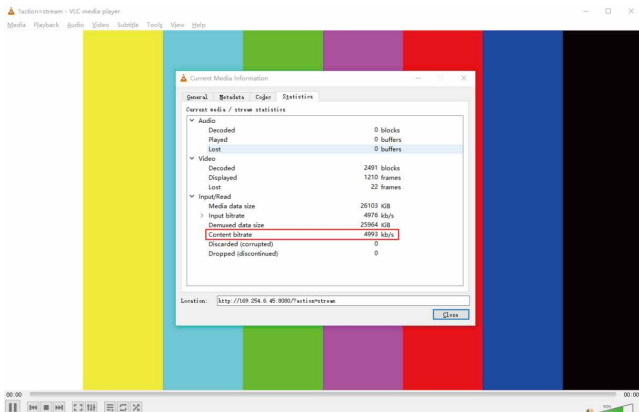 ?action=stream - VLC media player
Media Playback Audio Video Subtitle Tools View Help
Current Media Information
General Metadata Codec Statistics
Current media / stream statistics
Audio
Decoded 0 blocks
Played 0 buffers
Lost 0 buffers
Video
Decoded 2491 blocks
Displayed 1210 frames
Lost 22 frames
Input/Read
Media data size 26103 KiB
Input bitrate 4976 kb/s
Demuxed data size 25964 KiB
Content bitrate 4993 kb/s
Discarded (corrupted) 0
Dropped (discontinued) 0
Location: http://169.254.6.45:8080/?action=stream
Close
00:00 00:00